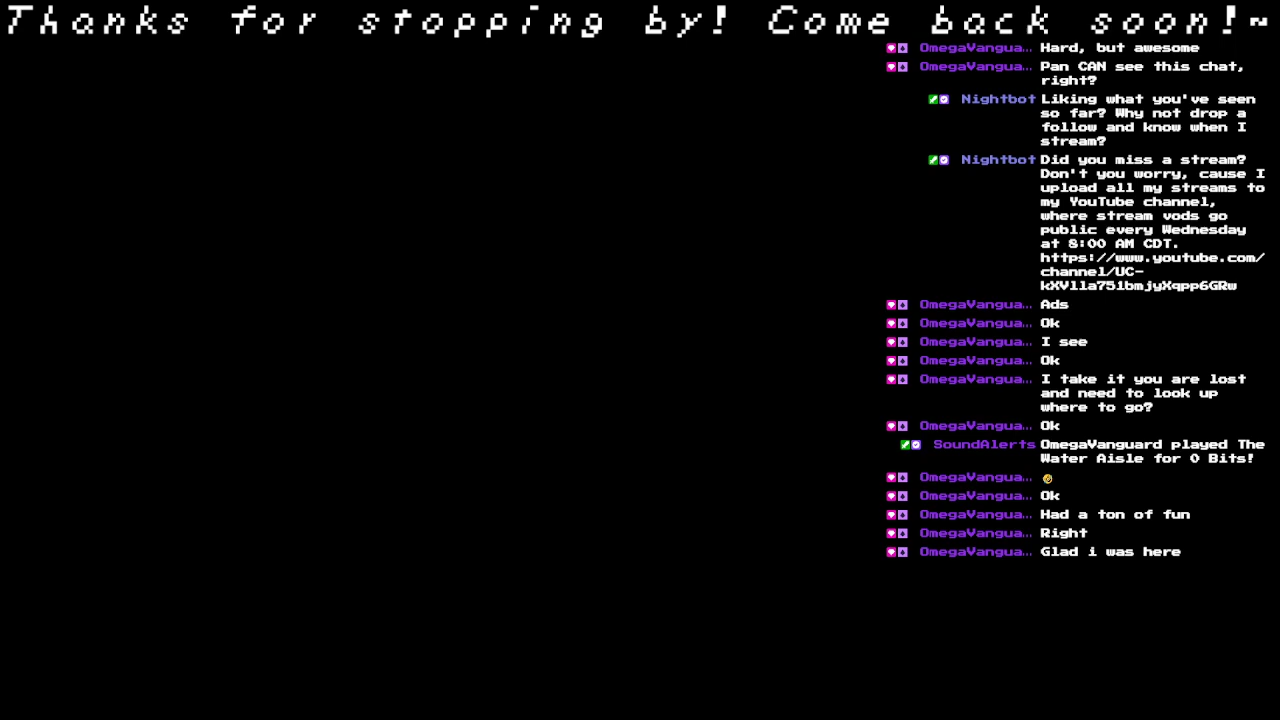 Thanks for stopping by! Come back soon!~
OmegaVangua… Hard, but awesome
OmegaVangua… Pan CAN see this chat,
right?
Nightbot Liking what you've seen
so far? Why not drop a
follow and know when I
stream?
Nightbot Did you miss a stream?
Don't you worry, cause I
upload all my streams to
my YouTube channel,
where stream vods go
public every Wednesday
at 8:00 AM CDT.
https://www.youtube.com/
channel/UC-
kXVlla751bmjyXqpp6GRw
OmegaVangua… Ads
OmegaVangua… Ok
OmegaVangua… I see
OmegaVangua… Ok
OmegaVangua… I take it you are lost
and need to look up
where to go?
OmegaVangua… Ok
SoundAlerts OmegaVanguard played The
Water Aisle for 0 Bits!
OmegaVangua…
OmegaVangua… Ok
OmegaVangua… Had a ton of fun
OmegaVangua… Right
OmegaVangua… Glad i was here